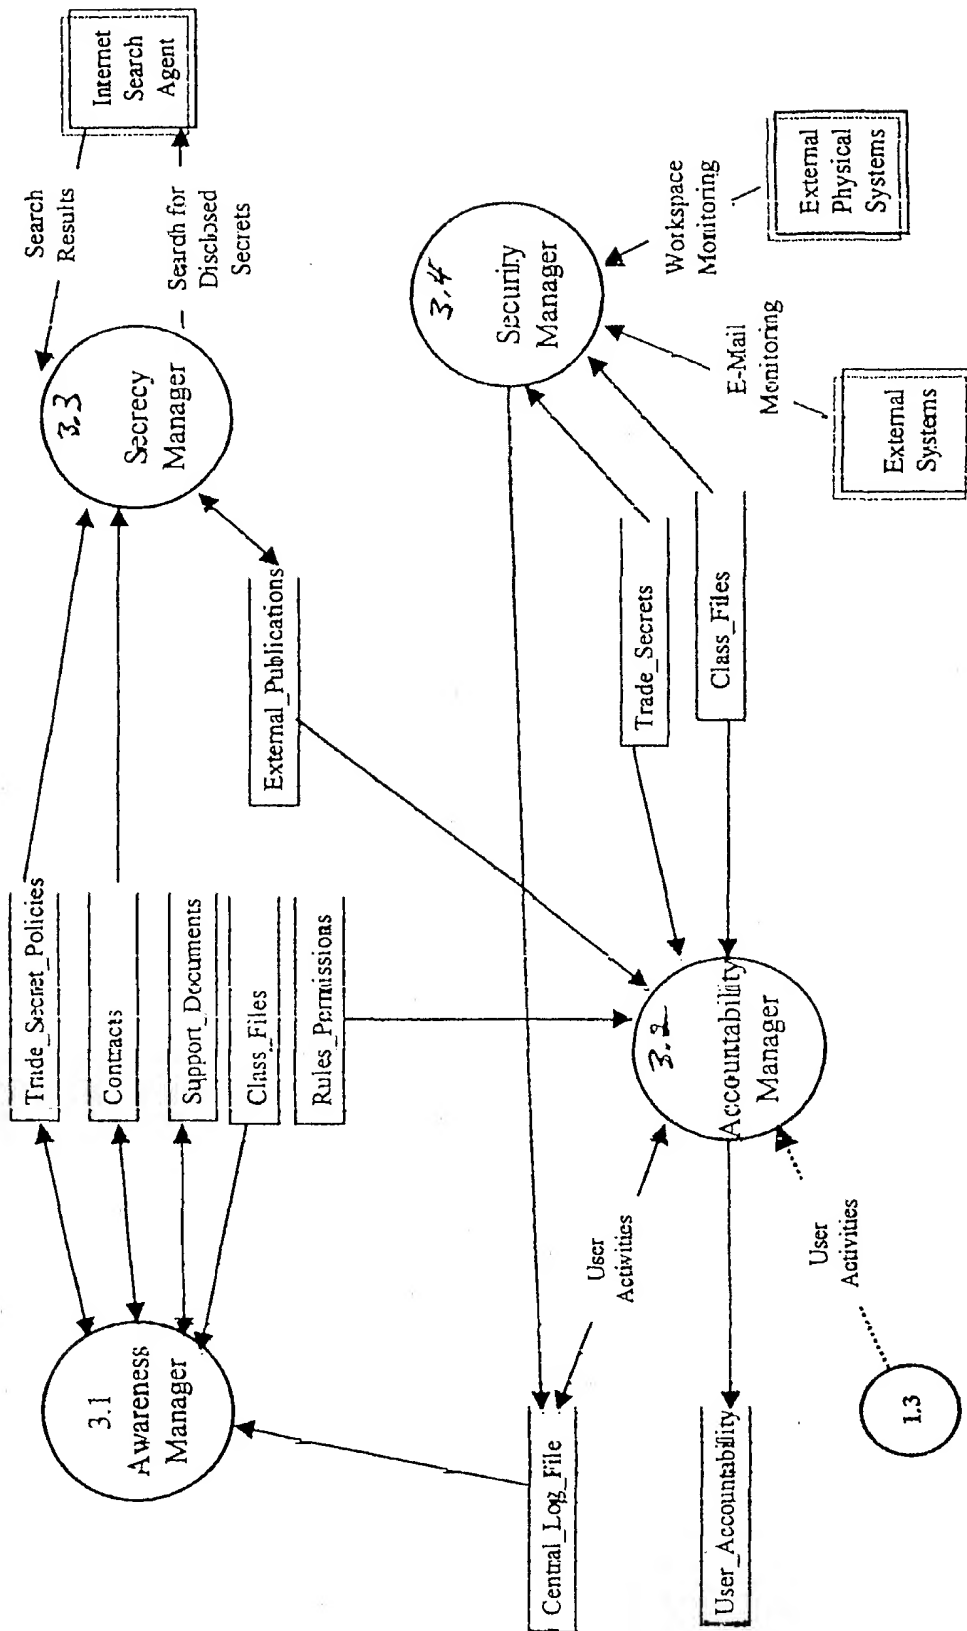 3.1
Awareness
Manager
Trade_Secret_Policies
Contracts
Support_Documents
Class_Files
Rules_Permissions
3.3
Secrecy
Manager
Search
Results
Search for
Disclosed
Secrets
Internet
Search
Agent
External_Publications
Central_Log_File
User
Activities
User_Accountability
3.2
Accountability
Manager
1.3
User
Activities
Trade_Secrets
Class_Files
3.4
Security
Manager
E-Mail
Monitoring
Workspace
Monitoring
External
Systems
External
Physical
Systems